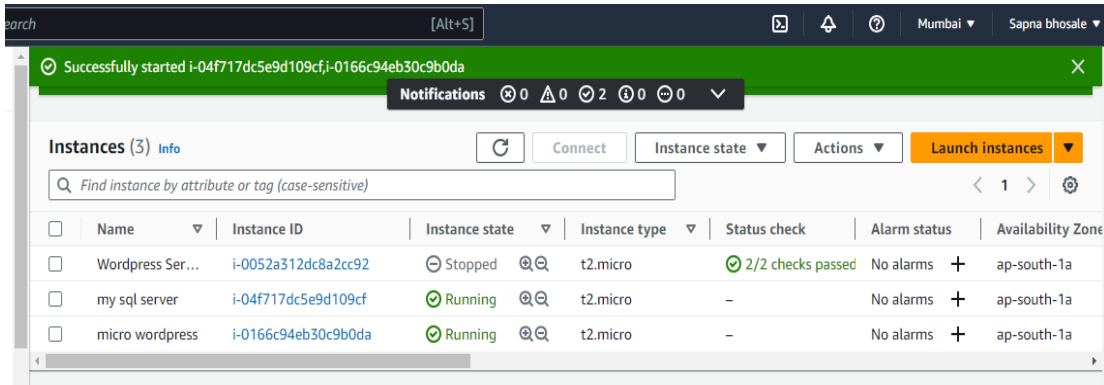 earch [Alt+S] Mumbai ▼ Sapna bhosale ▼
Successfully started i-04f717dc5e9d109cf,i-0166c94eb30c9b0da
Notifications 0 0 2 0 0
Instances (3) Info Connect Instance state ▼ Actions ▼ Launch instances ▼
Find instance by attribute or tag (case-sensitive) 1
Name Instance ID Instance state Instance type Status check Alarm status Availability Zone
Wordpress Ser... i-0052a312dc8a2cc92 Stopped t2.micro 2/2 checks passed No alarms + ap-south-1a
my sql server i-04f717dc5e9d109cf Running t2.micro – No alarms + ap-south-1a
micro wordpress i-0166c94eb30c9b0da Running t2.micro – No alarms + ap-south-1a